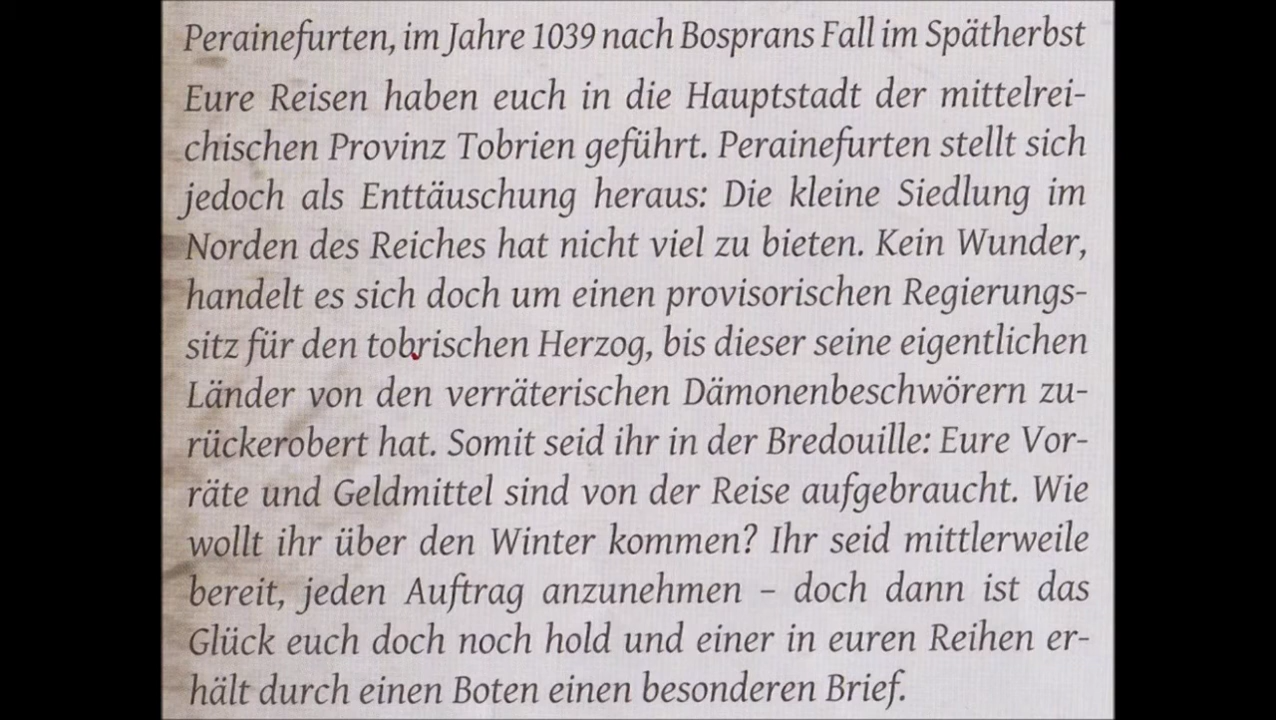 Perainefurten, im Jahre 1039 nach Bosprans Fall im Spätherbst
Eure Reisen haben euch in die Hauptstadt der mittelrei-
chischen Provinz Tobrien geführt. Perainefurten stellt sich
jedoch als Enttäuschung heraus: Die kleine Siedlung im
Norden des Reiches hat nicht viel zu bieten. Kein Wunder,
handelt es sich doch um einen provisorischen Regierungs-
sitz für den tobrischen Herzog, bis dieser seine eigentlichen
Länder von den verräterischen Dämonenbeschwörern zu-
rückerobert hat. Somit seid ihr in der Bredouille: Eure Vor-
räte und Geldmittel sind von der Reise aufgebraucht. Wie
wollt ihr über den Winter kommen? Ihr seid mittlerweile
bereit, jeden Auftrag anzunehmen – doch dann ist das
Glück euch doch noch hold und einer in euren Reihen er-
hält durch einen Boten einen besonderen Brief.